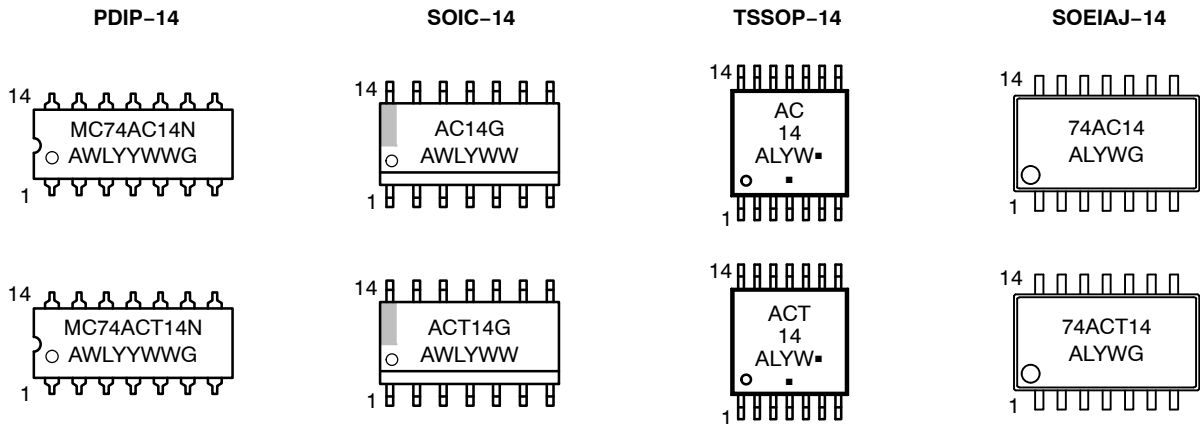 PDIP−14
SOIC−14
TSSOP−14
SOEIAJ−14
14
MC74AC14N
AWLYYWWG
1
14
AC14G
AWLYWW
1
14
AC
14
ALYW▪
▪
1
14
74AC14
ALYWG
1
14
MC74ACT14N
AWLYYWWG
1
14
ACT14G
AWLYWW
1
14
ACT
14
ALYW▪
▪
1
14
74ACT14
ALYWG
1